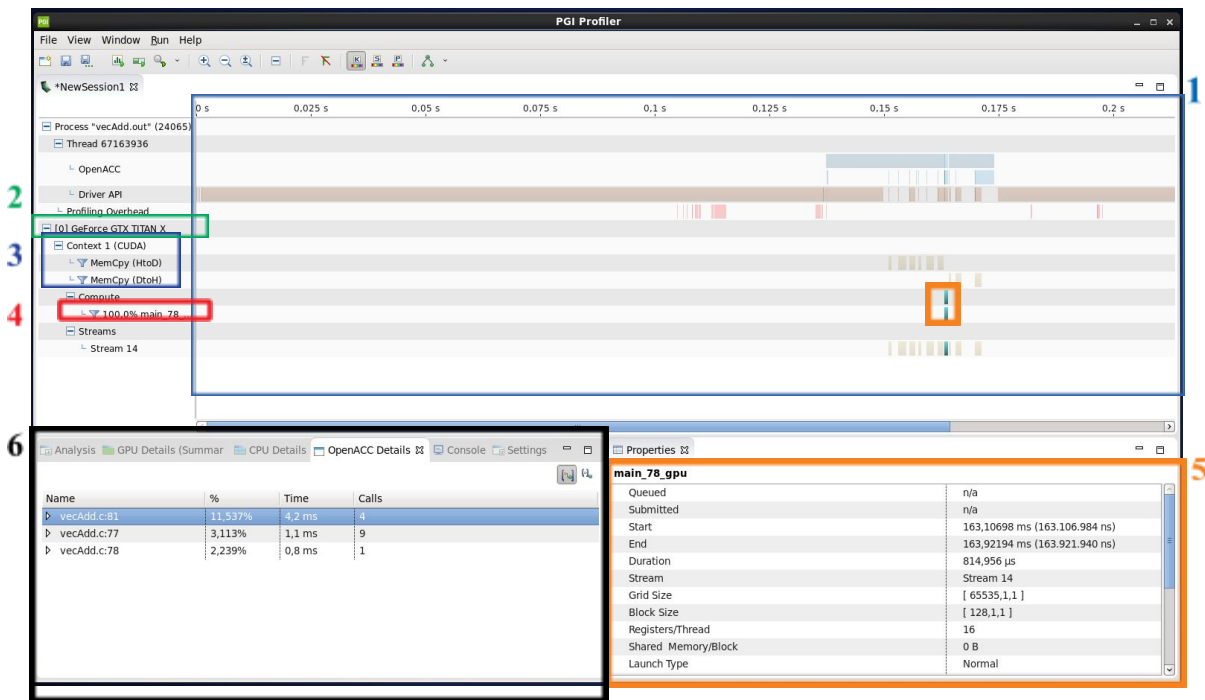 PGI PGI Profiler
File View Window Run Help
*NewSession1
1
0 s 0,025 s 0,05 s 0,075 s 0,1 s 0,125 s 0,15 s 0,175 s 0,2 s
Process "vecAdd.out" (24065)
Thread 67163936
OpenACC
Driver API
2
Profiling Overhead
[0] GeForce GTX TITAN X
Context 1 (CUDA)
3
MemCpy (HtoD)
MemCpy (DtoH)
Compute
4
100.0% main_78_...
Streams
Stream 14
6
Analysis GPU Details (Summar CPU Details OpenACC Details Console Settings
Name % Time Calls
vecAdd.c:81 11,537% 4,2 ms 4
vecAdd.c:77 3,113% 1,1 ms 9
vecAdd.c:78 2,239% 0,8 ms 1
Properties
5
main_78_gpu
Queued n/a
Submitted n/a
Start 163,10698 ms (163.106.984 ns)
End 163,92194 ms (163.921.940 ns)
Duration 814,956 µs
Stream Stream 14
Grid Size [ 65535,1,1 ]
Block Size [ 128,1,1 ]
Registers/Thread 16
Shared Memory/Block 0 B
Launch Type Normal